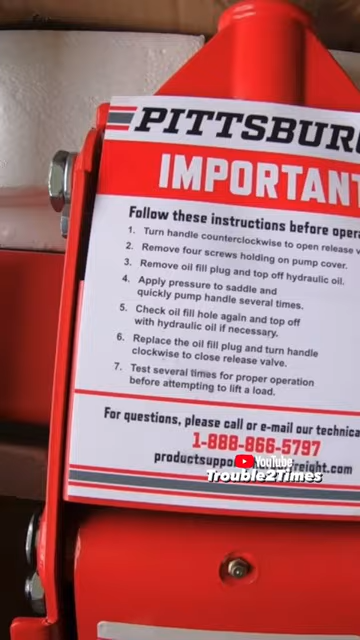 PITTSBURG
IMPORTANT
Follow these instructions before opera
1. Turn handle counterclockwise to open release v
2. Remove four screws holding on pump cover.
3. Remove oil fill plug and top off hydraulic oil.
4. Apply pressure to saddle and
quickly pump handle several times.
5. Check oil fill hole again and top off
with hydraulic oil if necessary.
6. Replace the oil fill plug and turn handle
clockwise to close release valve.
7. Test several times for proper operation
before attempting to lift a load.
For questions, please call or e-mail our technica
1-888-866-5797
productsuppo
freight.com
YouTube
Trouble2Times